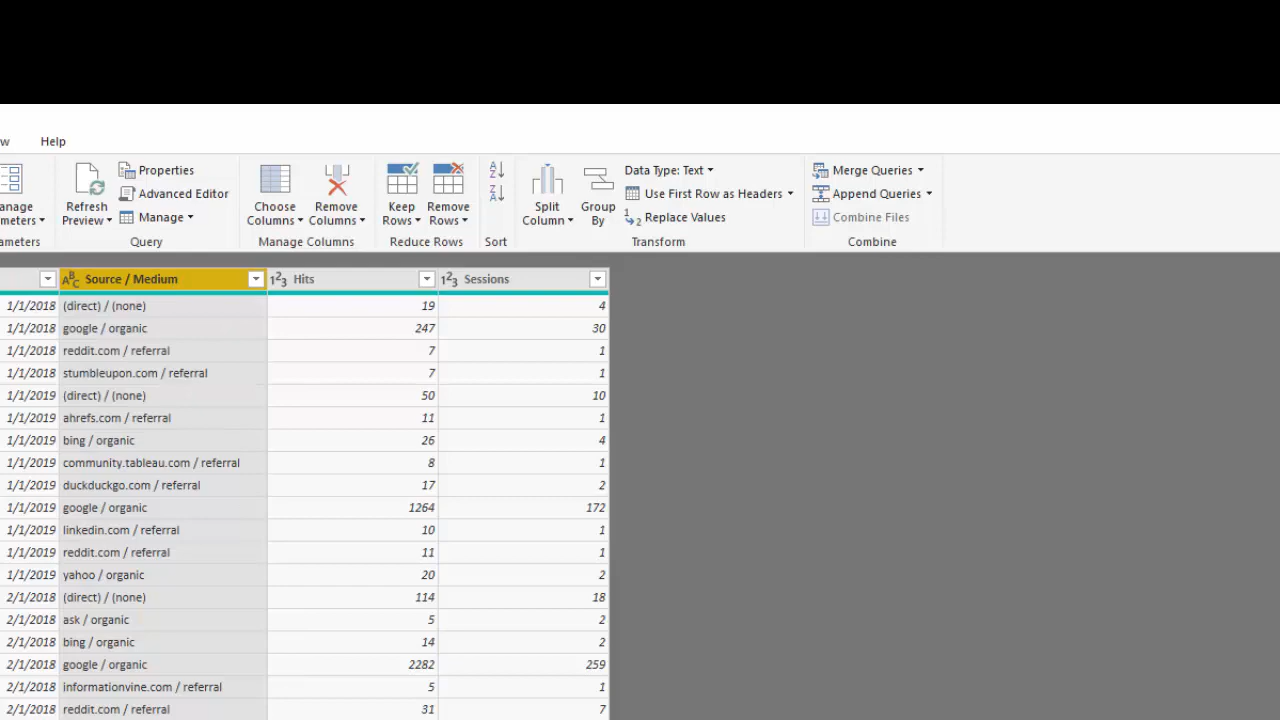 w Help
anage
meters
ameters
Refresh
Preview
Properties
Advanced Editor
Manage
Query
Choose
Columns
Remove
Columns
Manage Columns
Keep
Rows
Remove
Rows
Reduce Rows
Sort
Split
Column
Group
By
Data Type: Text
Use First Row as Headers
Replace Values
Transform
Merge Queries
Append Queries
Combine Files
Combine
Source / Medium Hits Sessions
1/1/2018 (direct) / (none) 19 4
1/1/2018 google / organic 247 30
1/1/2018 reddit.com / referral 7 1
1/1/2018 stumbleupon.com / referral 7 1
1/1/2019 (direct) / (none) 50 10
1/1/2019 ahrefs.com / referral 11 1
1/1/2019 bing / organic 26 4
1/1/2019 community.tableau.com / referral 8 1
1/1/2019 duckduckgo.com / referral 17 2
1/1/2019 google / organic 1264 172
1/1/2019 linkedin.com / referral 10 1
1/1/2019 reddit.com / referral 11 1
1/1/2019 yahoo / organic 20 2
2/1/2018 (direct) / (none) 114 18
2/1/2018 ask / organic 5 2
2/1/2018 bing / organic 14 2
2/1/2018 google / organic 2282 259
2/1/2018 informationvine.com / referral 5 1
2/1/2018 reddit.com / referral 31 7